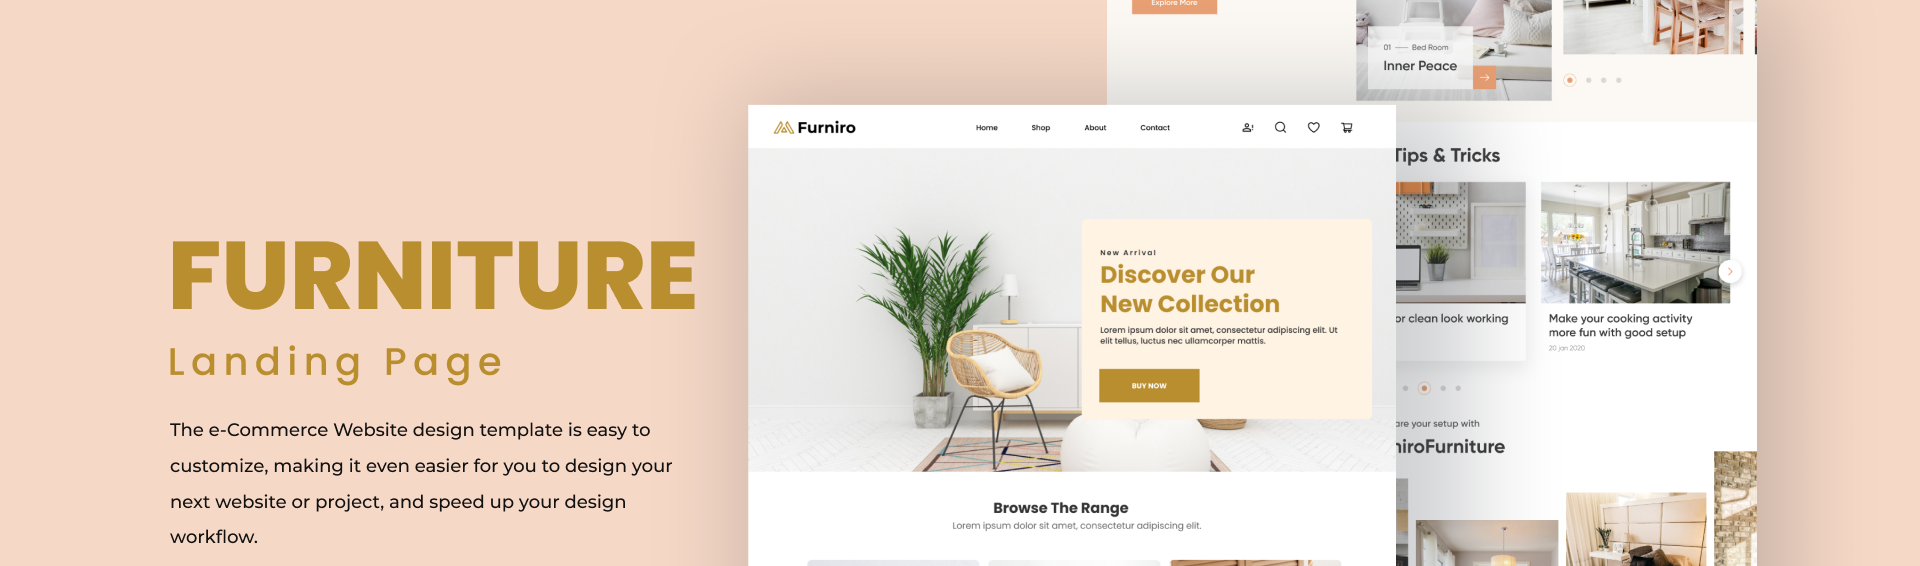 FURNITURE
Landing Page
The e-Commerce Website design template is easy to
customize, making it even easier for you to design your
next website or project, and speed up your design
workflow.
Furniro
Home
Shop
About
Contact
New Arrival
Discover Our
New Collection
Lorem ipsum dolor sit amet, consectetur adipiscing elit. Ut
elit tellus, luctus nec ullamcorper mattis.
BUY NOW
Browse The Range
Lorem ipsum dolor sit amet, consectetur adipiscing elit.
Explore More
01 — Bed Room
Inner Peace
Tips & Tricks
or clean look working
Make your cooking activity
more fun with good setup
20 jan 2020
are your setup with
niroFurniture